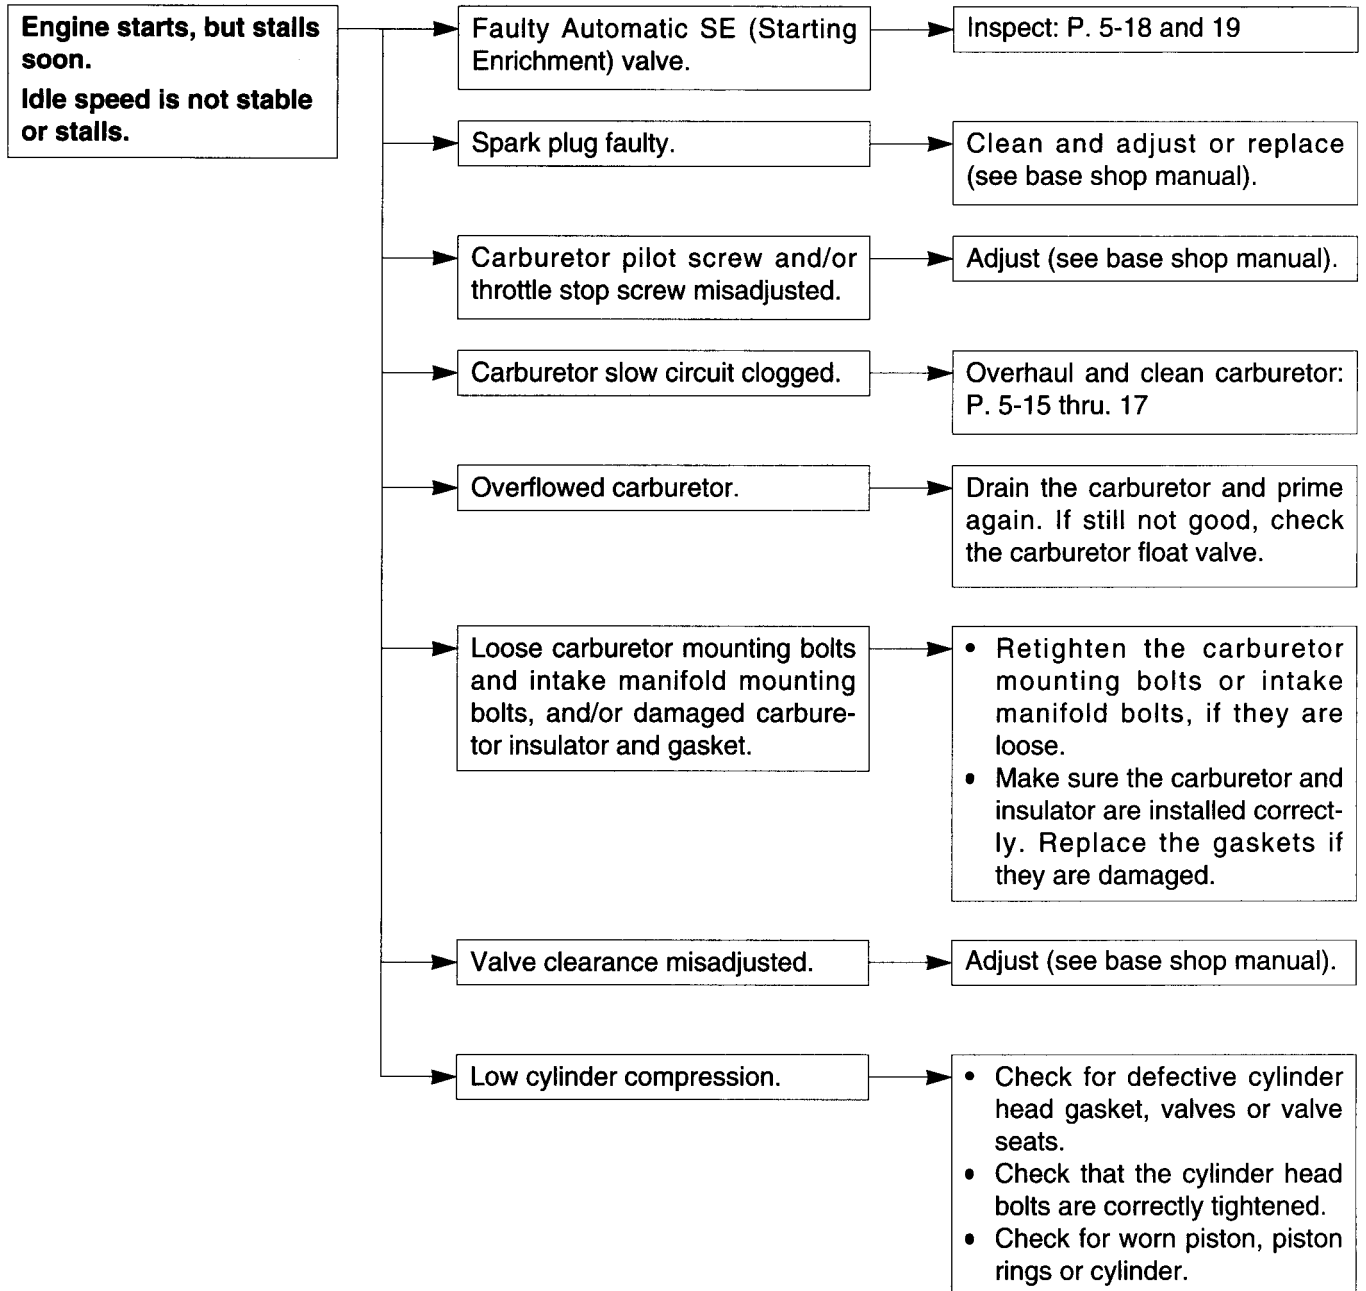 Engine starts, but stalls
soon.
Idle speed is not stable
or stalls.
Faulty Automatic SE (Starting
Enrichment) valve.
Inspect: P. 5-18 and 19
Spark plug faulty.
Clean and adjust or replace
(see base shop manual).
Carburetor pilot screw and/or
throttle stop screw misadjusted.
Adjust (see base shop manual).
Carburetor slow circuit clogged.
Overhaul and clean carburetor:
P. 5-15 thru. 17
Overflowed carburetor.
Drain the carburetor and prime
again. If still not good, check
the carburetor float valve.
Loose carburetor mounting bolts
and intake manifold mounting
bolts, and/or damaged carbure-
tor insulator and gasket.
• Retighten the carburetor
mounting bolts or intake
manifold bolts, if they are
loose.
• Make sure the carburetor and
insulator are installed correct-
ly. Replace the gaskets if
they are damaged.
Valve clearance misadjusted.
Adjust (see base shop manual).
Low cylinder compression.
• Check for defective cylinder
head gasket, valves or valve
seats.
• Check that the cylinder head
bolts are correctly tightened.
• Check for worn piston, piston
rings or cylinder.